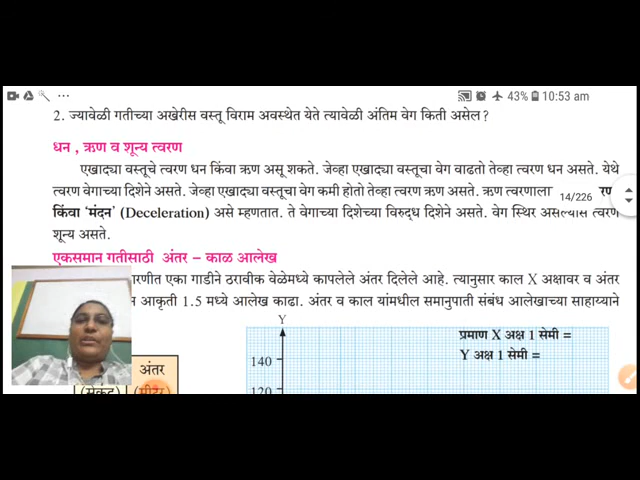 43% 10:53 am
2. ज्यावेळी गतीच्या अखेरीस वस्तू विराम अवस्थेत येते त्यावेळी अंतिम वेग किती असेल ?
धन , ऋण व शून्य त्वरण
एखाद्या वस्तूचे त्वरण धन किंवा ऋण असू शकते. जेव्हा एखाद्या वस्तूचा वेग वाढतो तेव्हा त्वरण धन असते. येथे
त्वरण वेगाच्या दिशेने असते. जेव्हा एखाद्या वस्तूचा वेग कमी होतो तेव्हा त्वरण ऋण असते. ऋण त्वरणाला
14/226
किंवा ‘मंदन’ (Deceleration) असे म्हणतात. ते वेगाच्या दिशेच्या विरुद्ध दिशेने असते. वेग स्थिर असल्यास त्वरण
शून्य असते.
एकसमान गतीसाठी अंतर – काळ आलेख
एका गाडीने ठराविक वेळेमध्ये कापलेले अंतर दिलेले आहे. त्यानुसार काल X अक्षावर व अंतर
आकृती 1.5 मध्ये आलेख काढा. अंतर व काल यांमधील समानुपाती संबंध आलेखाच्या साहाय्याने
Y
प्रमाण X अक्ष 1 सेमी =
Y अक्ष 1 सेमी =
140
120
अंतर
(सेकंद) (मीटर)